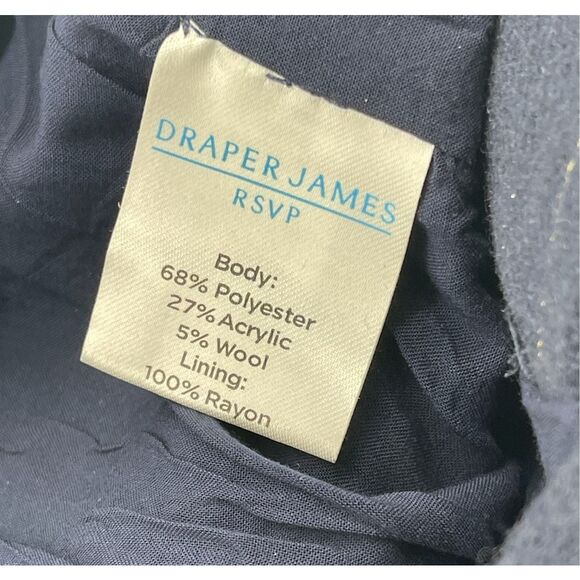 DRAPER JAMES
RSVP
Body:
68% Polyester
27% Acrylic
5% Wool
Lining:
100% Rayon